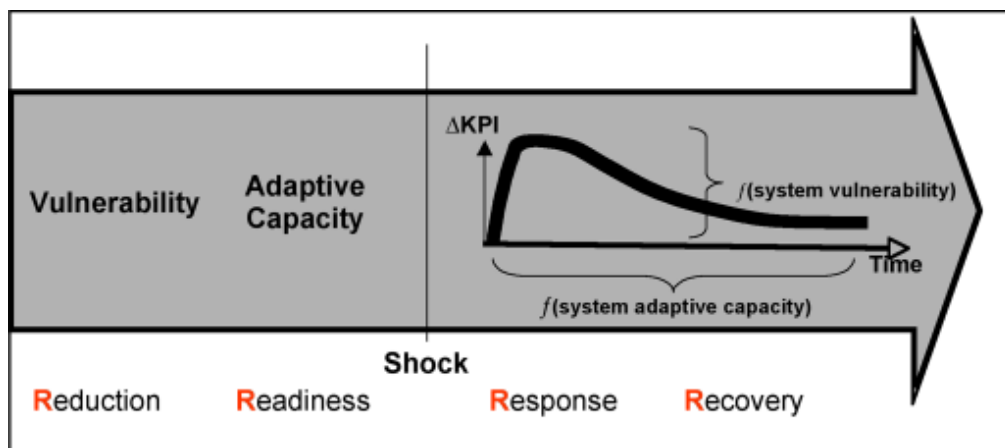 ΔKPI
Vulnerability
Adaptive
Capacity
f(system vulnerability)
Time
f(system adaptive capacity)
Shock
Reduction Readiness Response Recovery